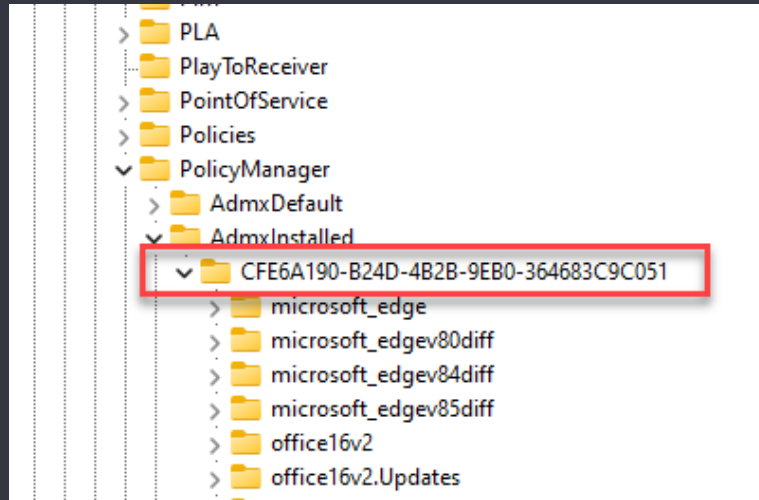 PLA
PlayToReceiver
PointOfService
Policies
PolicyManager
AdmxDefault
AdmxInstalled
CFE6A190-B24D-4B2B-9EB0-364683C9C051
microsoft_edge
microsoft_edgev80diff
microsoft_edgev84diff
microsoft_edgev85diff
office16v2
office16v2.Updates